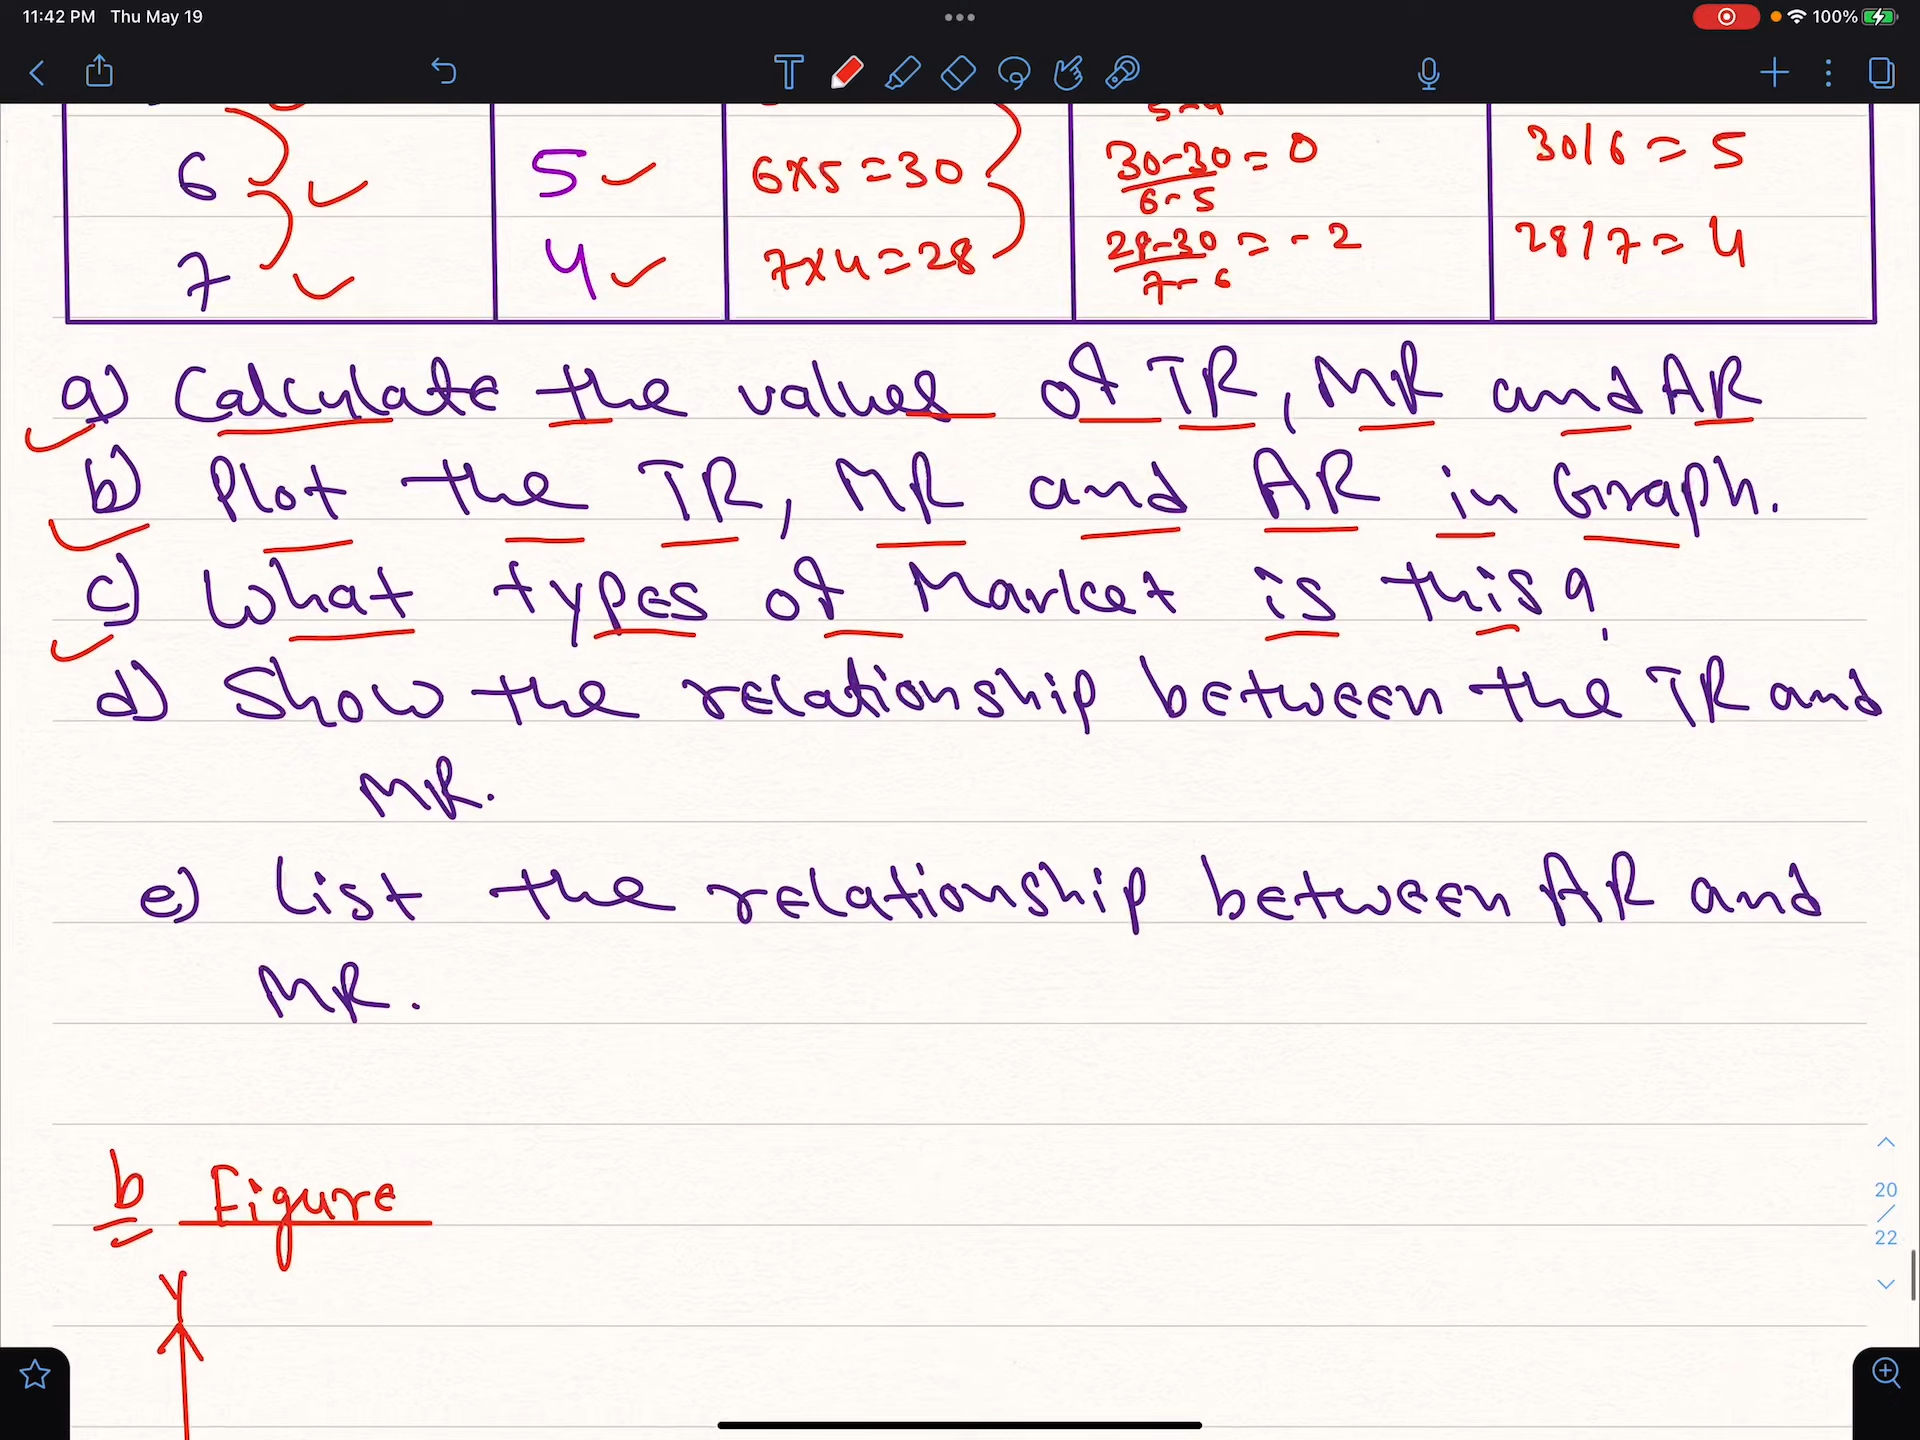 11:42 PM Thu May 19
100%
5-4
6 5 6x5=30 30-30/6-5 = 0 30/6 = 5
7 4 7x4=28 28-30/7-6 = -2 28/7 = 4
a) Calculate the values of TR, MR and AR
b) Plot the TR, MR and AR in Graph.
c) What types of Market is this?
d) Show the relationship between the TR and
MR.
e) List the relationship between AR and
MR.
20
/
22
b Figure
Y